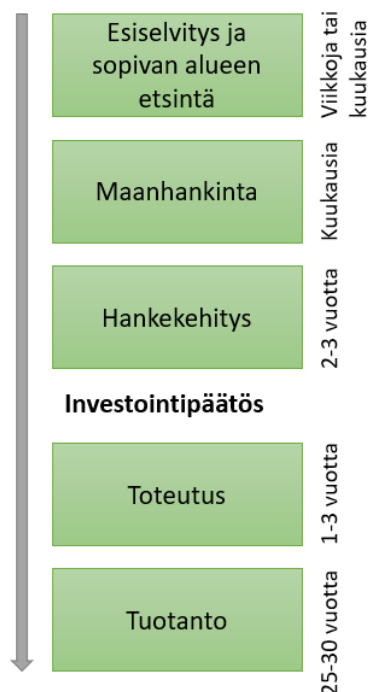 Esiselvitys ja
sopivan alueen
etsintä
Viikkoja tai
kuukausia
Maanhankinta
Kuukausia
Hankekehitys
2-3 vuotta
Investointipäätös
Toteutus
1-3 vuotta
Tuotanto
25-30 vuotta